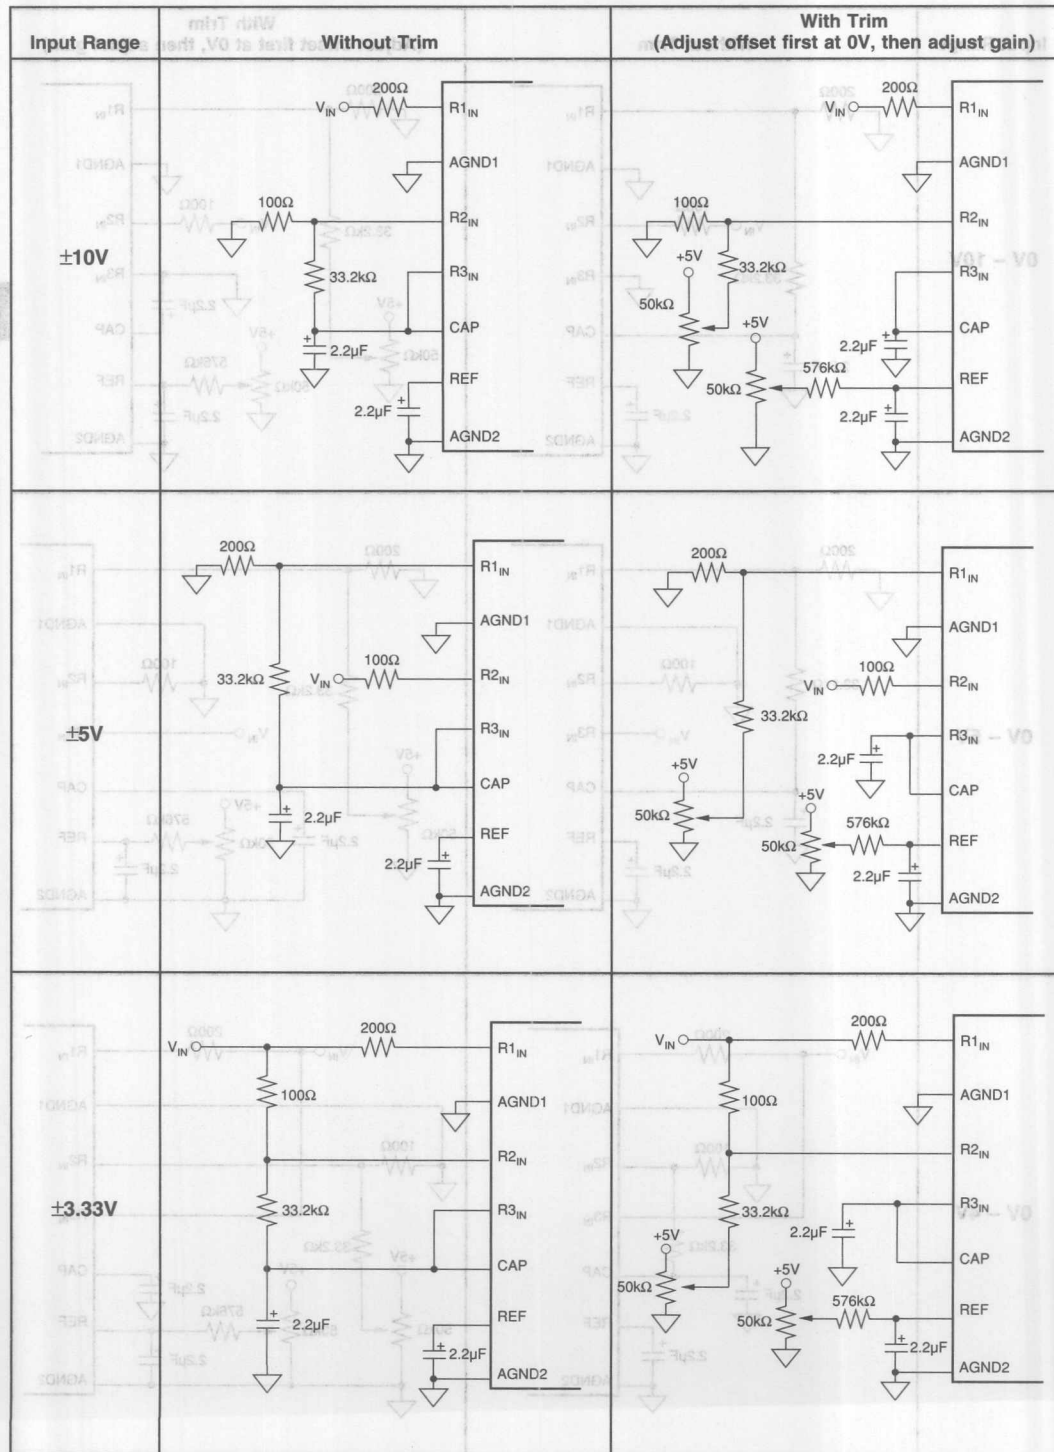 Input Range
Without Trim
With Trim
(Adjust offset first at 0V, then adjust gain)
±10V
200Ω
V_IN
R1_IN
AGND1
100Ω
R2_IN
33.2kΩ
R3_IN
CAP
2.2μF
REF
2.2μF
AGND2
200Ω
V_IN
R1_IN
AGND1
100Ω
R2_IN
+5V
33.2kΩ
R3_IN
50kΩ
+5V
CAP
2.2μF
576kΩ
REF
50kΩ
2.2μF
AGND2
±5V
200Ω
R1_IN
AGND1
100Ω
V_IN
R2_IN
33.2kΩ
R3_IN
CAP
2.2μF
REF
2.2μF
AGND2
200Ω
R1_IN
AGND1
100Ω
V_IN
R2_IN
33.2kΩ
R3_IN
2.2μF
+5V
CAP
+5V
50kΩ
576kΩ
REF
50kΩ
2.2μF
AGND2
±3.33V
200Ω
V_IN
R1_IN
100Ω
AGND1
R2_IN
33.2kΩ
R3_IN
CAP
REF
2.2μF
2.2μF
AGND2
200Ω
V_IN
R1_IN
100Ω
AGND1
R2_IN
33.2kΩ
R3_IN
2.2μF
+5V
CAP
+5V
50kΩ
576kΩ
REF
50kΩ
2.2μF
AGND2